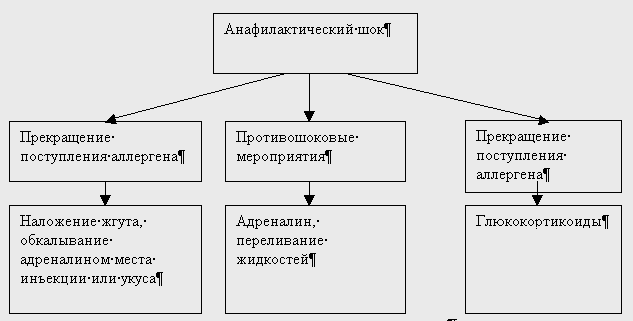 Анафилактический·шок¶
Прекращение·
поступления·аллергена¶
Противошоковые·
мероприятия¶
Прекращение·
поступления·
аллергена¶
Наложение·жгута,·
обкалывание·
адреналином·места·
инъекции·или·укуса¶
Адреналин,·
переливание·
жидкостей¶
Глюкокортикоиды¶
¶